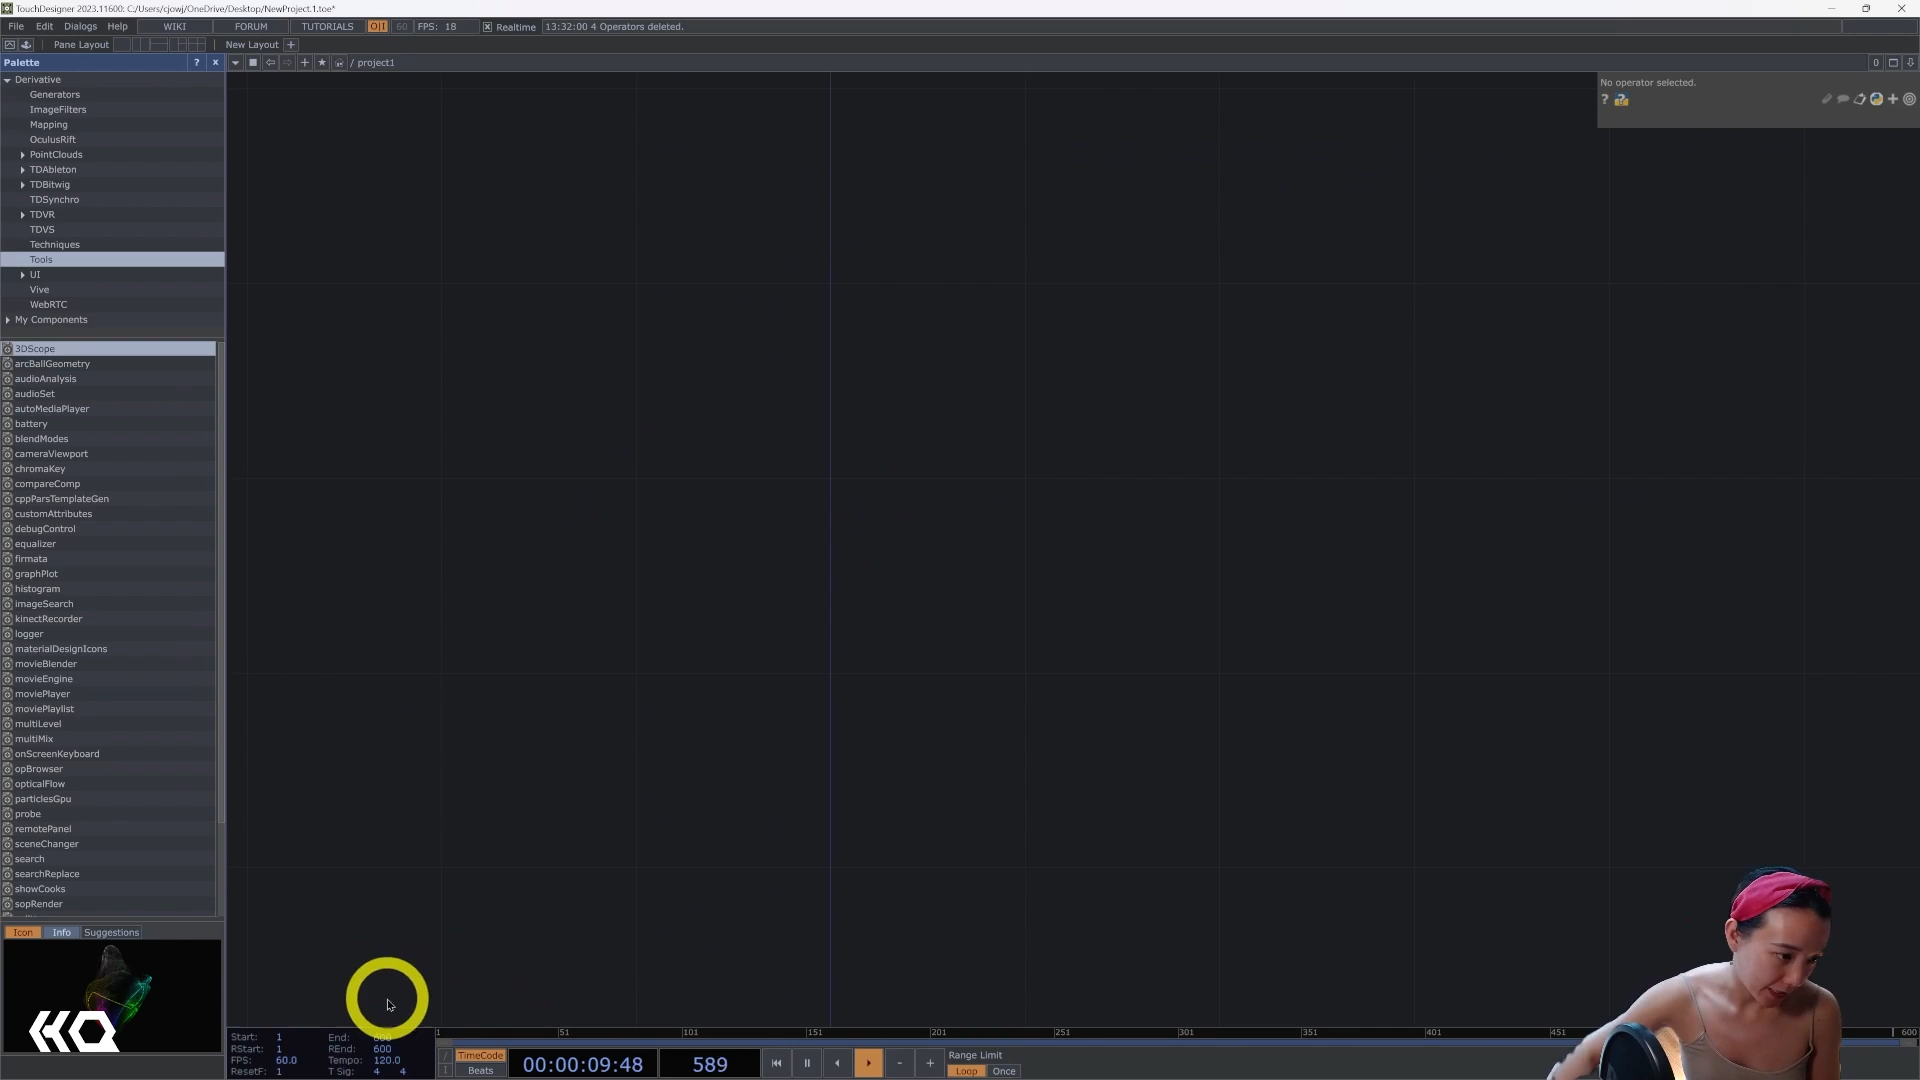 TouchDesigner 2023.11600: C:/Users/cjowj/OneDrive/Desktop/NewProject.1.toe*
File Edit Dialogs Help WIKI FORUM TUTORIALS O|I 60 FPS: 18 Realtime 13:32:00 4 Operators deleted.
Pane Layout New Layout +
Palette ? x / project1 0
No operator selected.
Derivative
Generators
ImageFilters
Mapping
OculusRift
PointClouds
TDAbleton
TDBitwig
TDSynchro
TDVR
TDVS
Techniques
Tools
UI
Vive
WebRTC
My Components
3DScope
arcBallGeometry
audioAnalysis
audioSet
autoMediaPlayer
battery
blendModes
cameraViewport
chromaKey
compareComp
cppParsTemplateGen
customAttributes
debugControl
equalizer
firmata
graphPlot
histogram
imageSearch
kinectRecorder
logger
materialDesignIcons
movieBlender
movieEngine
moviePlayer
moviePlaylist
multiLevel
multiMix
onScreenKeyboard
opBrowser
opticalFlow
particlesGpu
probe
remotePanel
sceneChanger
search
searchReplace
showCooks
sopRender
Icon Info Suggestions
HQ
Start: 1 End: 600
RStart: 1 REnd: 600
FPS: 60.0 Tempo: 120.0
ResetF: 1 T Sig: 4 4
1 51 101 151 201 251 301 351 401 451 600
TimeCode
Beats
00:00:09:48 589
- +
Range Limit
Loop Once